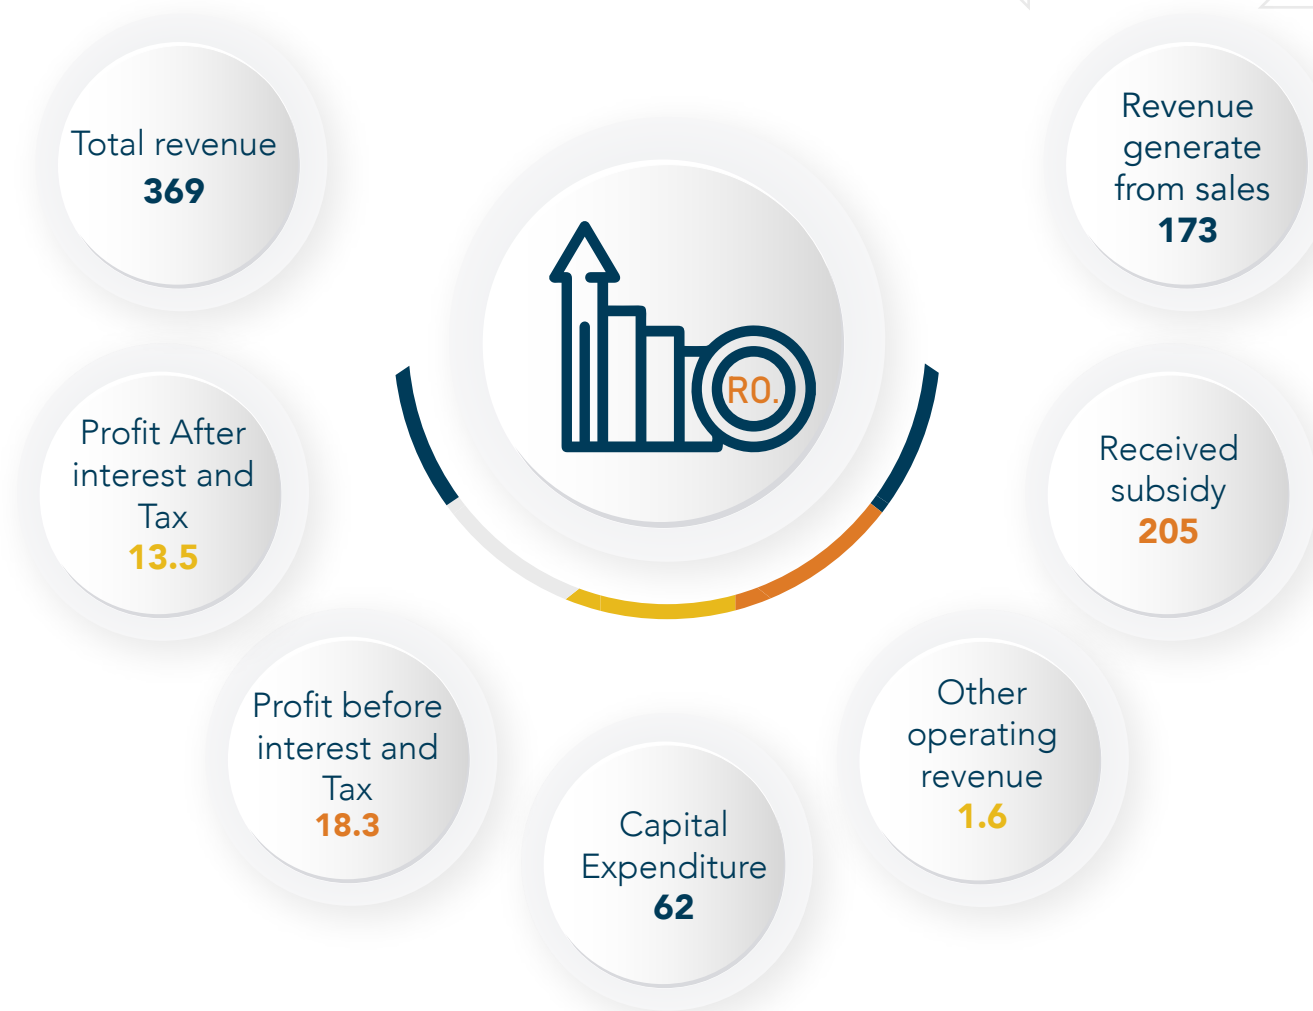 Total revenue
369
Revenue
generate
from sales
173
RO.
Profit After
interest and
Tax
13.5
Received
subsidy
205
Profit before
interest and
Tax
18.3
Other
operating
revenue
1.6
Capital
Expenditure
62